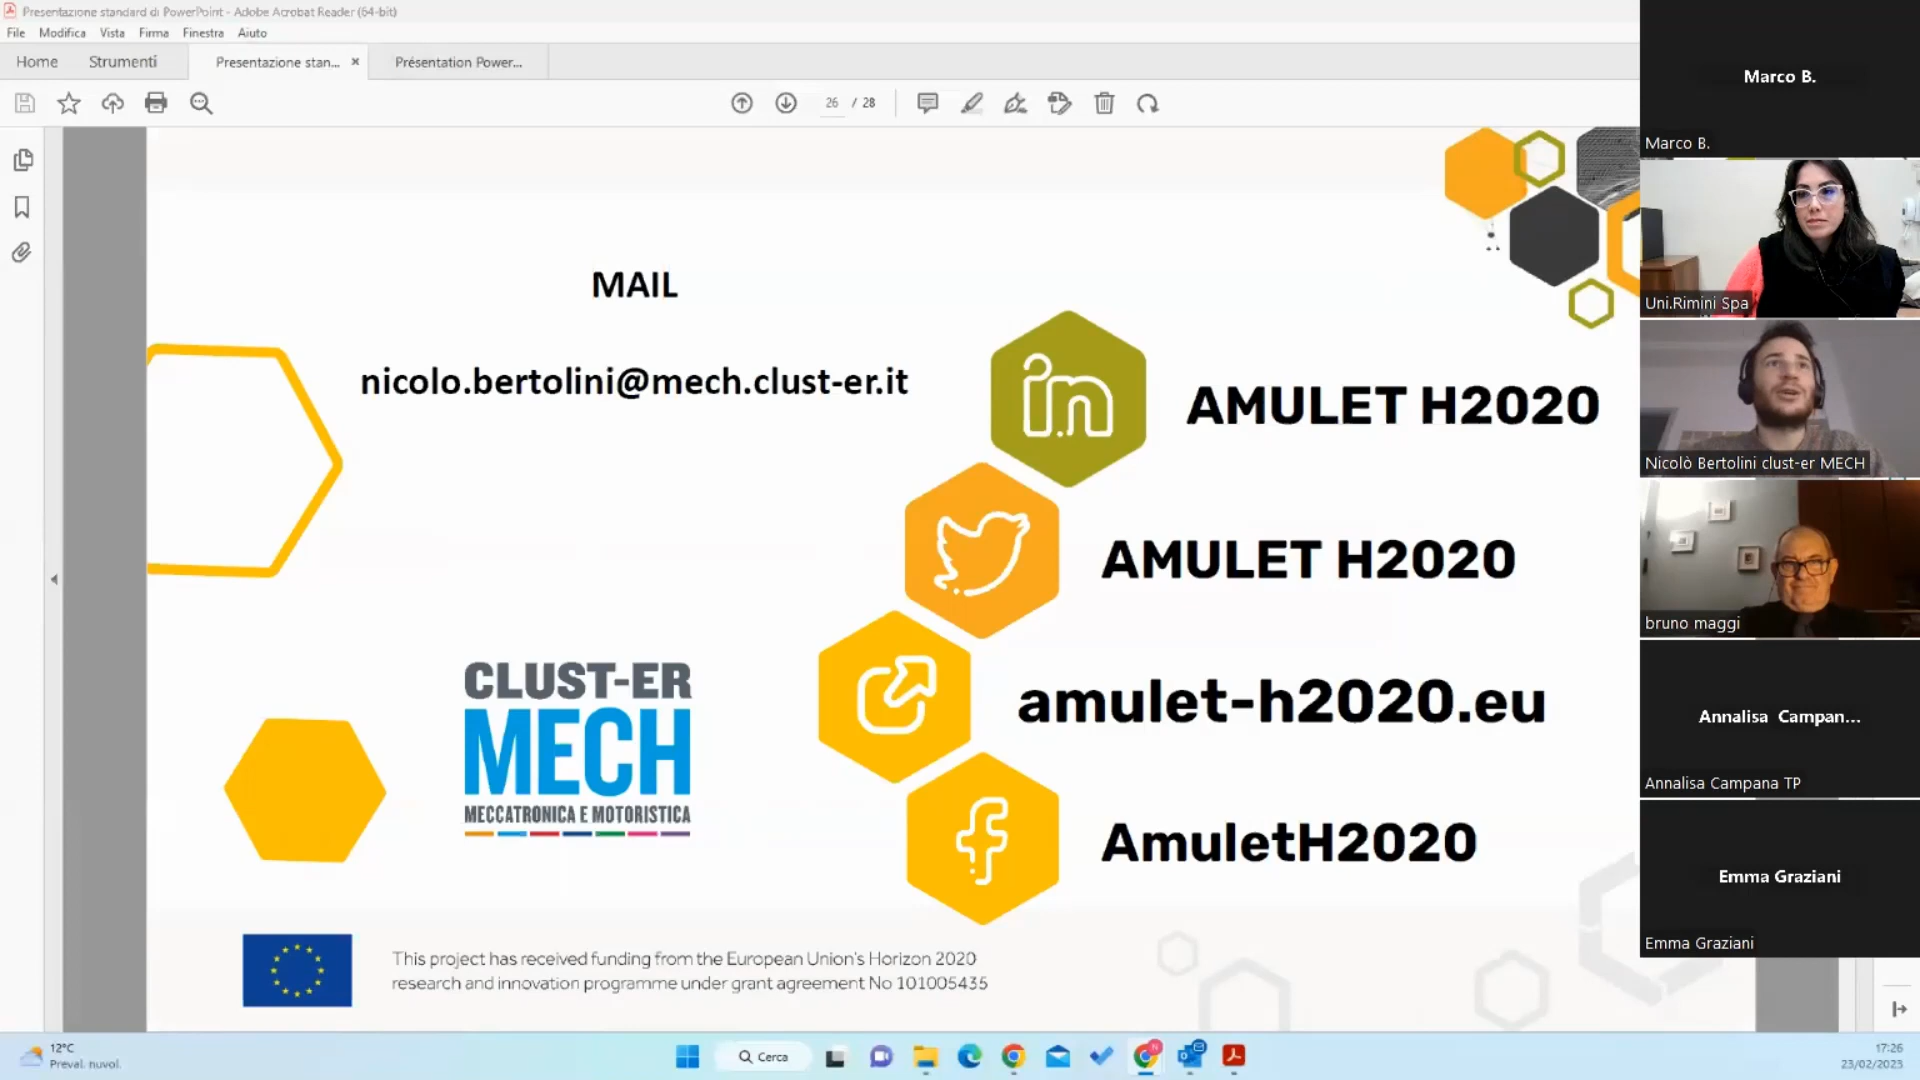 Presentazione standard di PowerPoint - Adobe Acrobat Reader (64-bit)
File Modifica Vista Firma Finestra Aiuto
Home Strumenti Presentazione stan... × Présentation Power...
26 / 28
MAIL
nicolo.bertolini@mech.clust-er.it
in
AMULET H2020
AMULET H2020
amulet-h2020.eu
f
AmuletH2020
CLUST-ER
MECH
MECCATRONICA E MOTORISTICA
This project has received funding from the European Union's Horizon 2020
research and innovation programme under grant agreement No 101005435
Marco B.
Marco B.
Uni.Rimini Spa
Nicolò Bertolini clust-er MECH
bruno maggi
Annalisa Campan...
Annalisa Campana TP
Emma Graziani
Emma Graziani
12°C
Preval. nuvol.
Cerca
17:26
23/02/2023